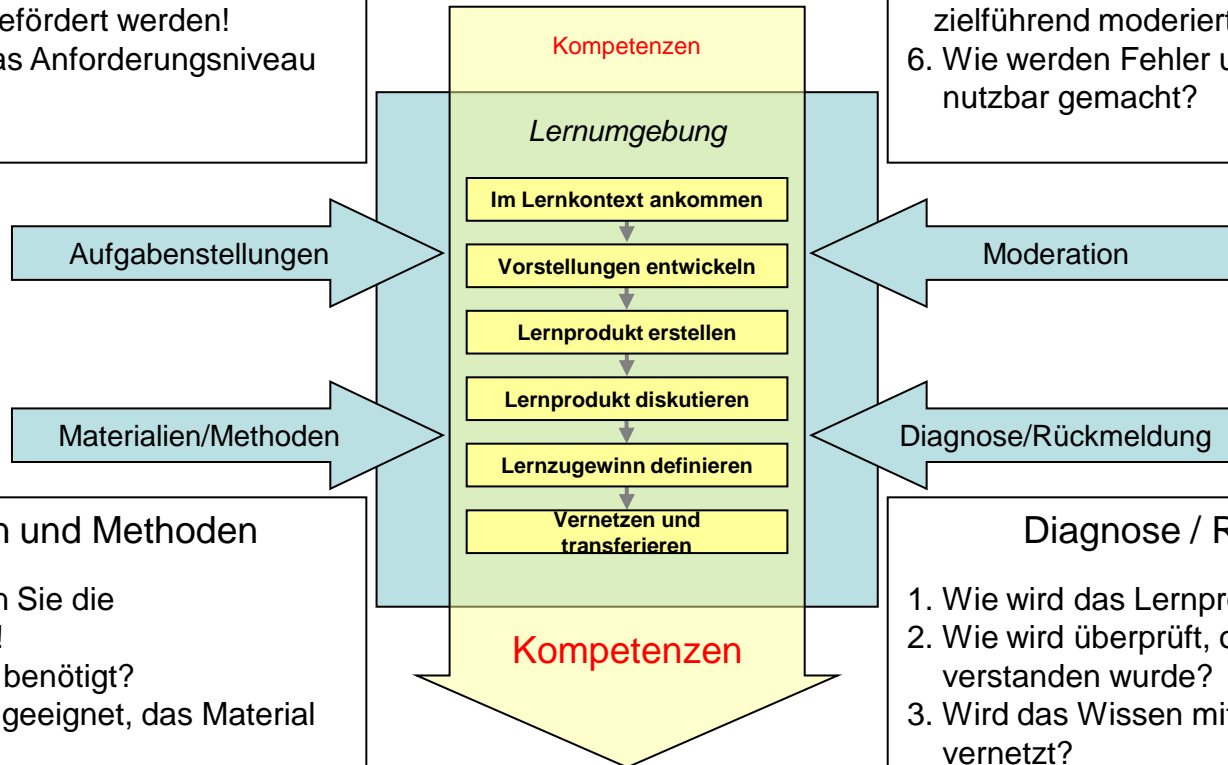 gefördert werden!
as Anforderungsniveau
Kompetenzen
zielführend moderiert
6. Wie werden Fehler
nutzbar gemacht?
Lernumgebung
Im Lernkontext ankommen
Vorstellungen entwickeln
Lernprodukt erstellen
Lernprodukt diskutieren
Lernzugewinn definieren
Vernetzen und
transferieren
Aufgabenstellungen
Moderation
Materialien/Methoden
Diagnose/Rückmeldung
und Methoden
Sie die
!
benötigt?
geeignet, das Material
Kompetenzen
Diagnose / R
1. Wie wird das Lernpr
2. Wie wird überprüft,
verstanden wurde?
3. Wird das Wissen mit
vernetzt?